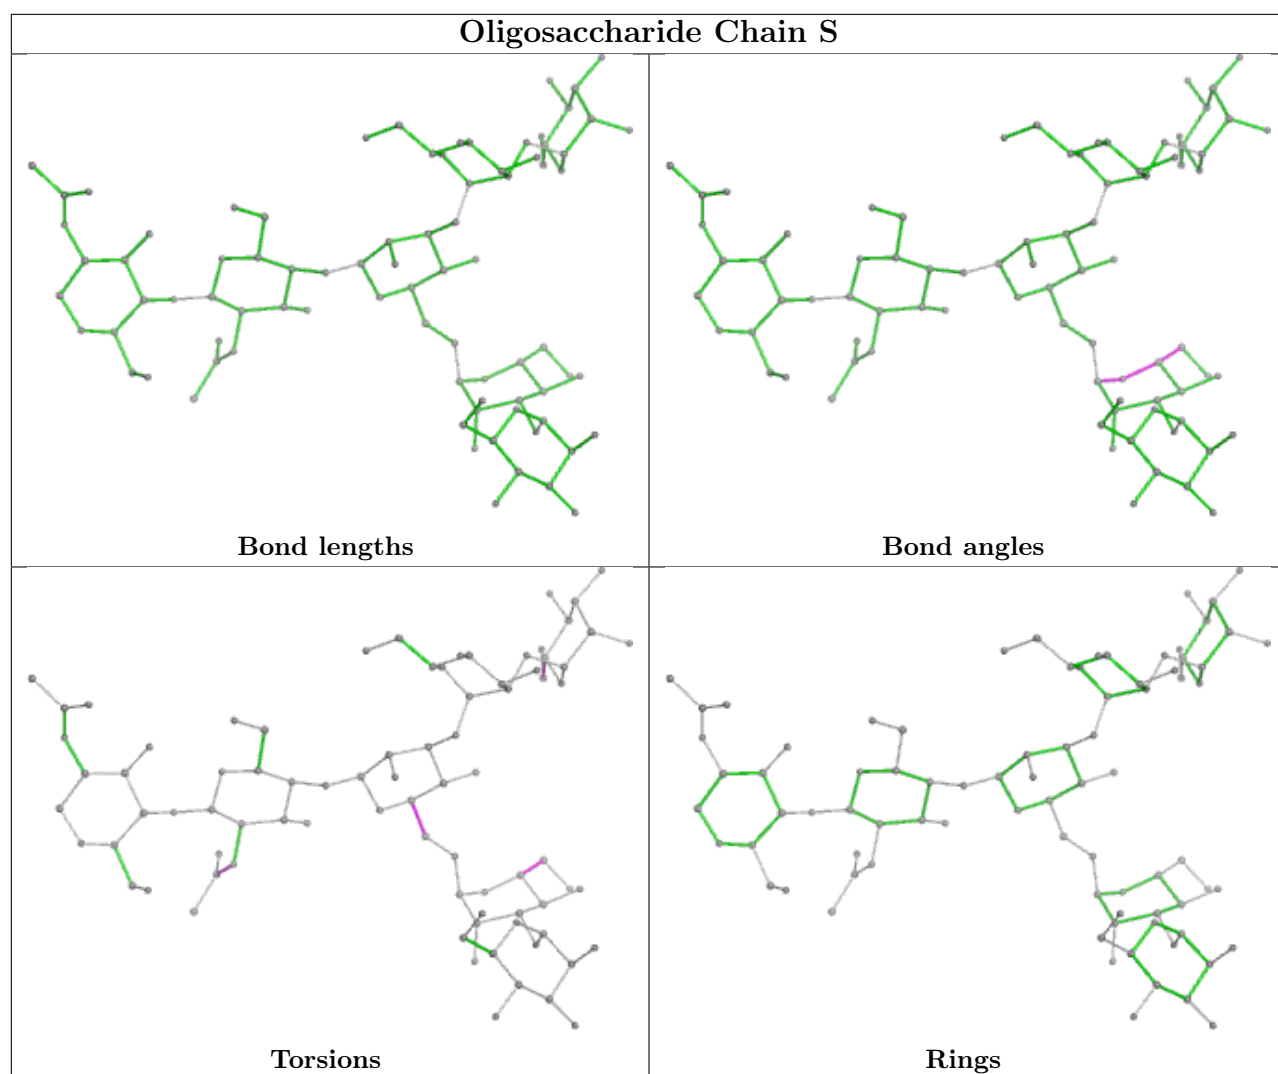 Oligosaccharide Chain S
Bond lengths
Bond angles
Torsions
Rings